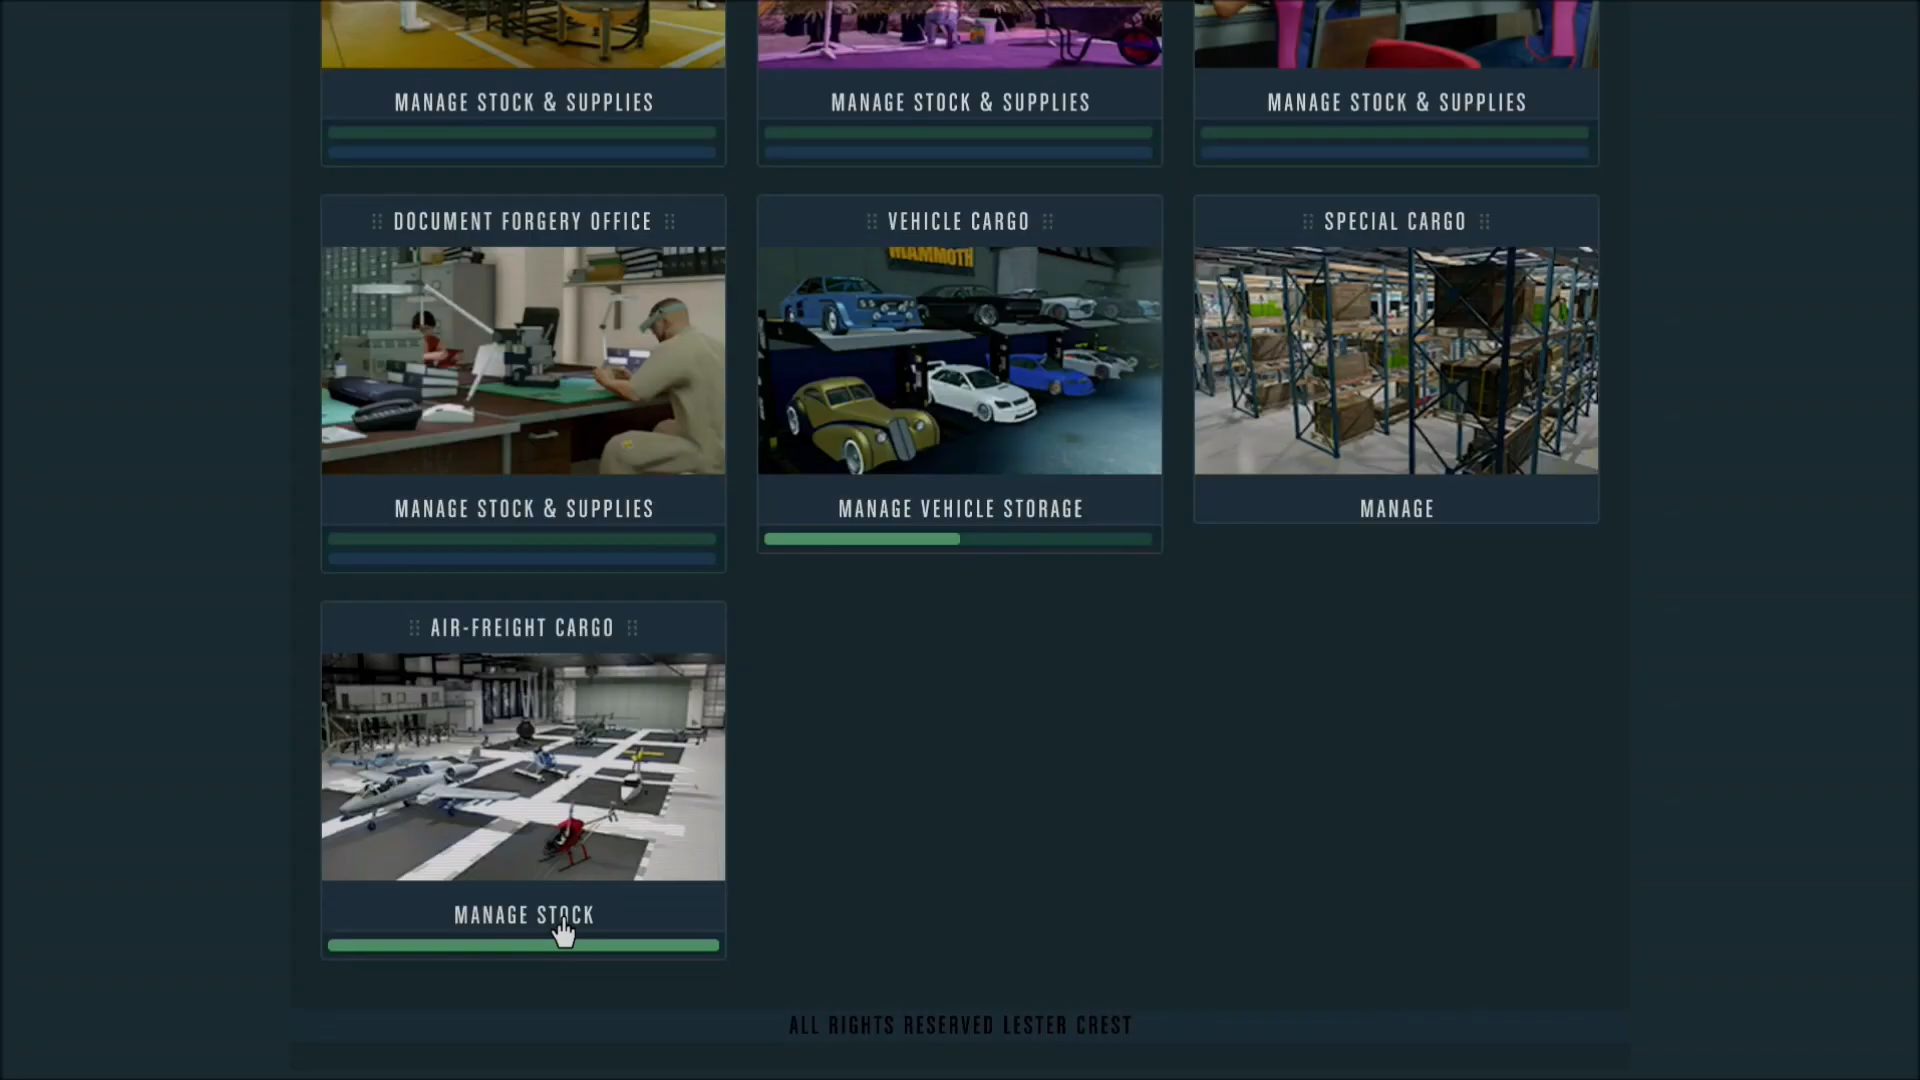 MANAGE STOCK & SUPPLIES
MANAGE STOCK & SUPPLIES
MANAGE STOCK & SUPPLIES
DOCUMENT FORGERY OFFICE
VEHICLE CARGO
SPECIAL CARGO
MAMMOTH
MANAGE STOCK & SUPPLIES
MANAGE VEHICLE STORAGE
MANAGE
AIR-FREIGHT CARGO
MANAGE STOCK
ALL RIGHTS RESERVED LESTER CREST